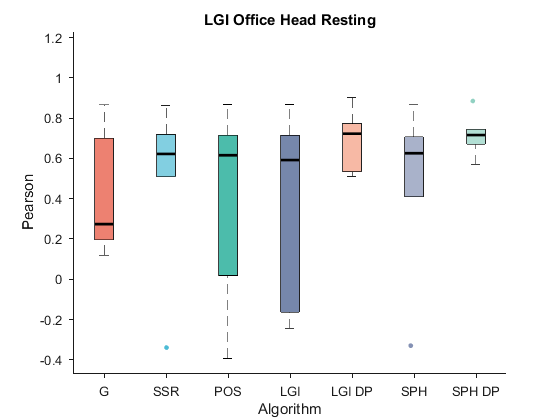 LGI Office Head Resting
1.2
1
0.8
0.6
0.4
0.2
0
-0.2
-0.4
Pearson
G SSR POS LGI LGI DP SPH SPH DP
Algorithm